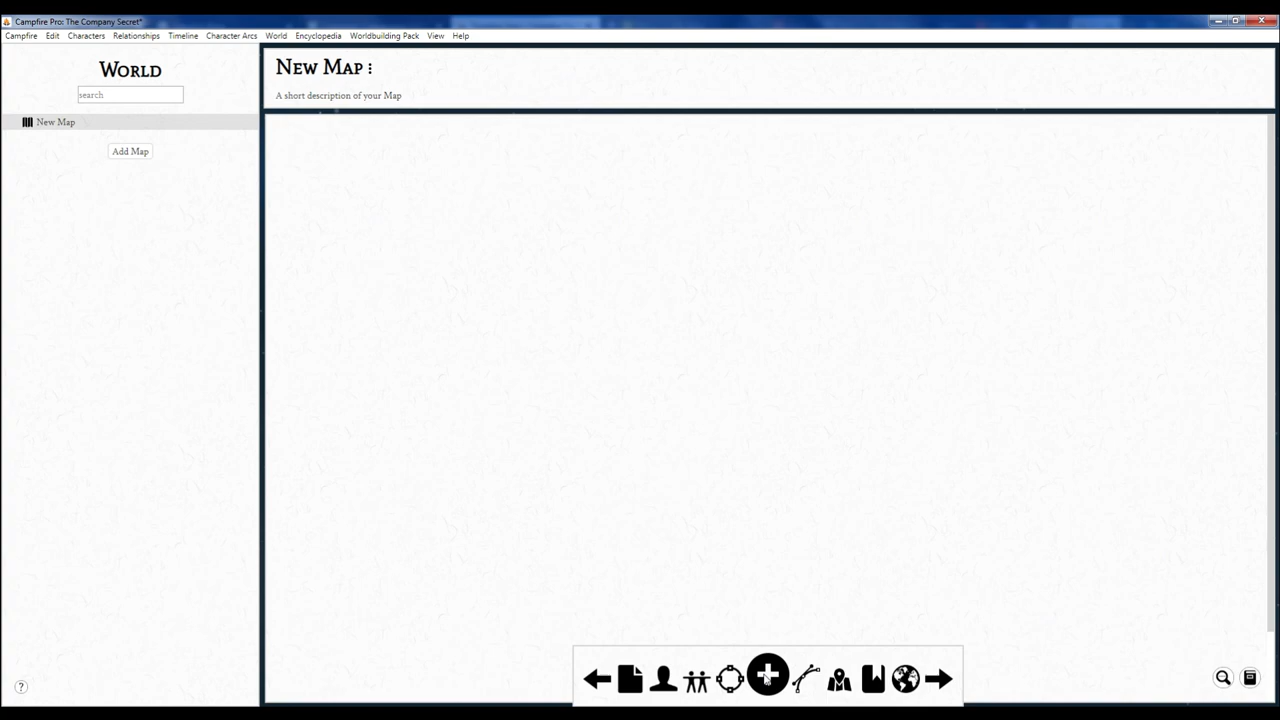 Campfire Pro: The Company Secret*
Campfire Edit Characters Relationships Timeline Character Arcs World Encyclopedia Worldbuilding Pack View Help
World
search
New Map
Add Map
New Map :
A short description of your Map
?